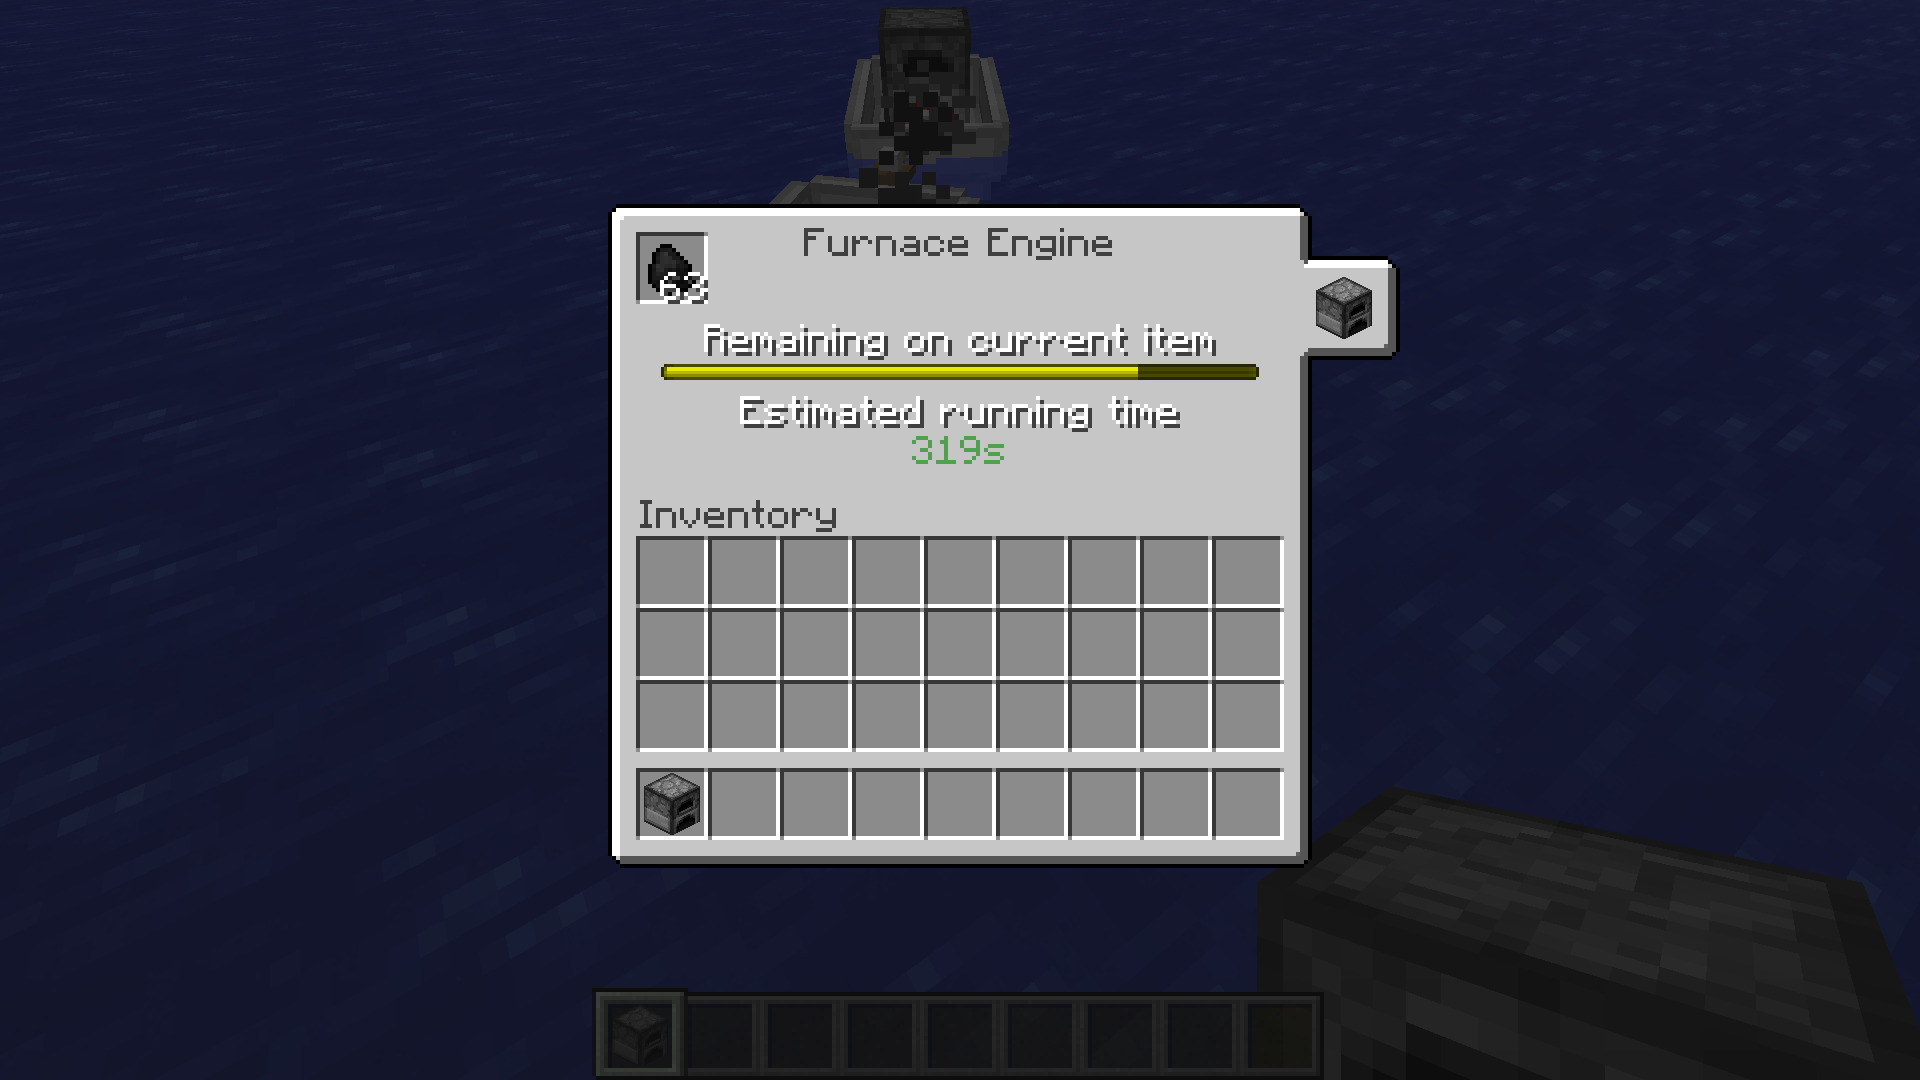 Furnace Engine
63
Remaining on current item
Estimated running time
319s
Inventory